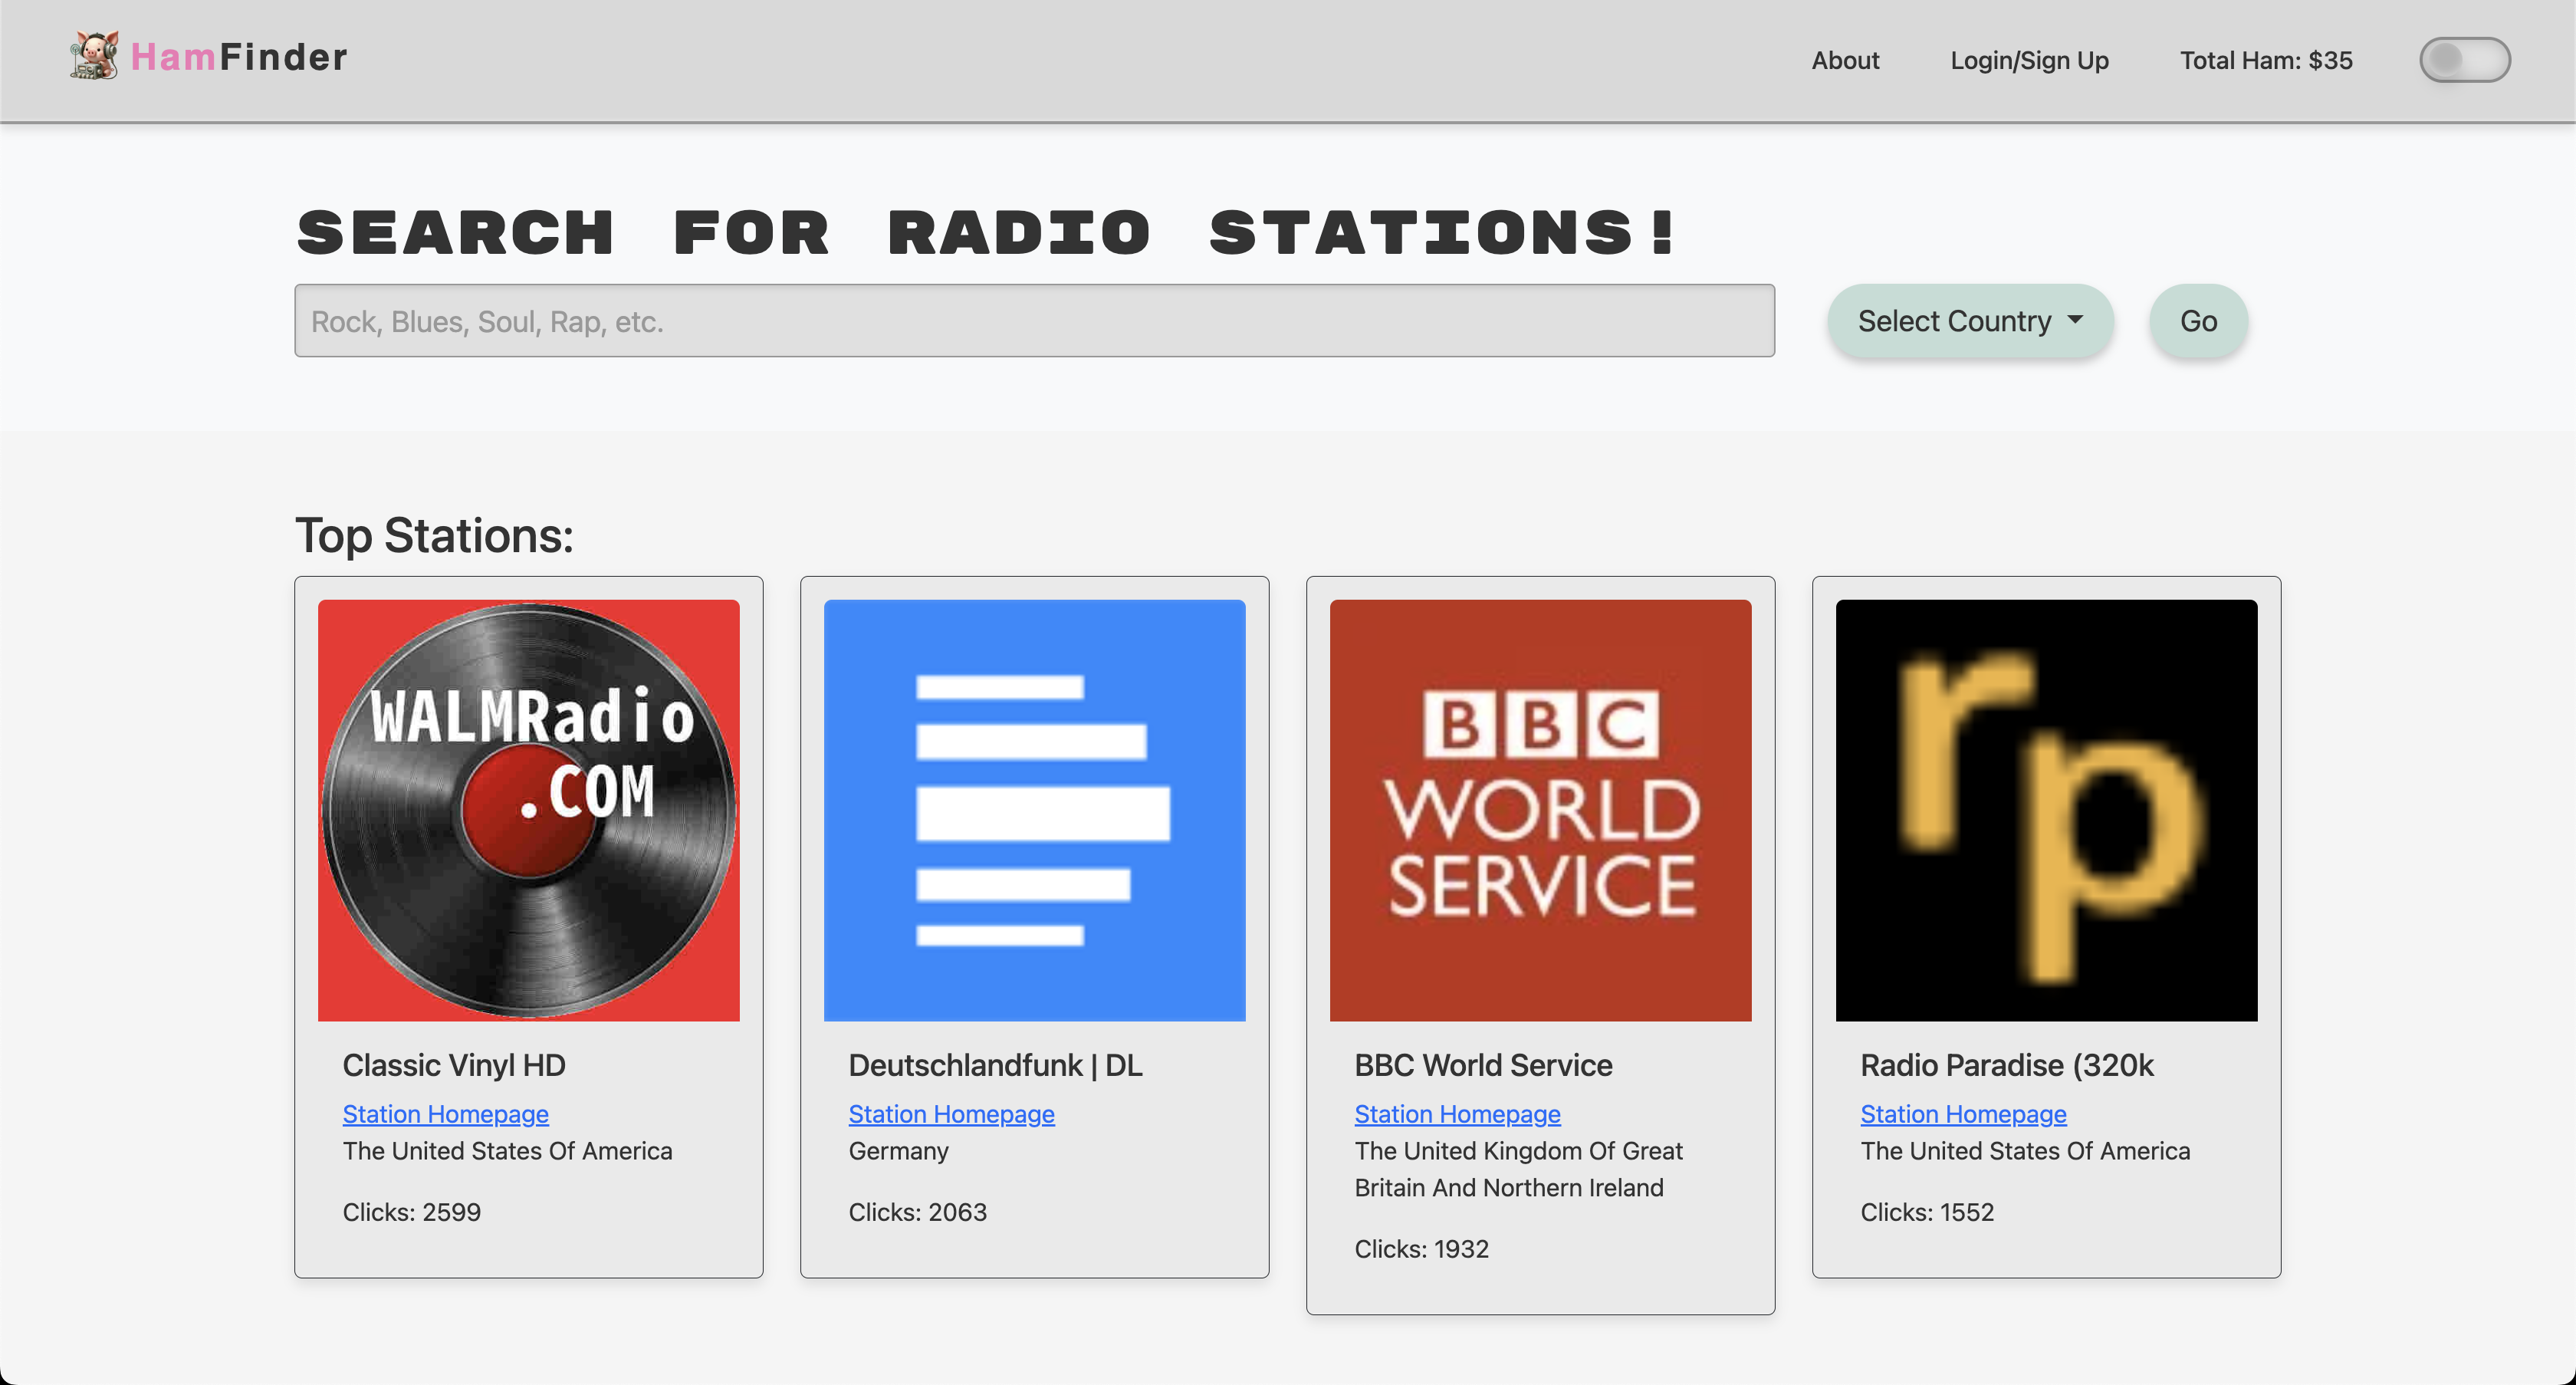 HamFinder
About
Login/Sign Up
Total Ham: $35
SEARCH FOR RADIO STATIONS!
Rock, Blues, Soul, Rap, etc.
Select Country
Go
Top Stations:
WALMRadio
.COM
Classic Vinyl HD
Station Homepage
The United States Of America
Clicks: 2599
Deutschlandfunk | DL
Station Homepage
Germany
Clicks: 2063
BBC
WORLD
SERVICE
BBC World Service
Station Homepage
The United Kingdom Of Great
Britain And Northern Ireland
Clicks: 1932
rp
Radio Paradise (320k
Station Homepage
The United States Of America
Clicks: 1552